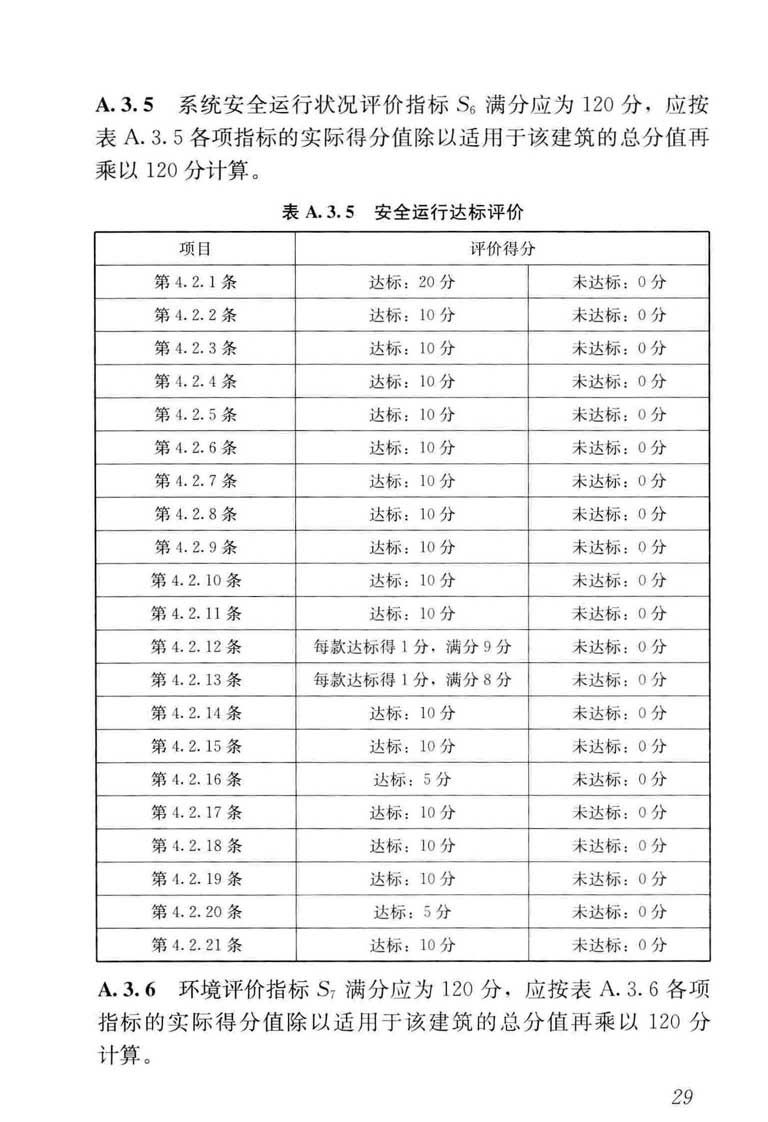 A.3.5 系统安全运行状况评价指标 S₆ 满分应为 120 分，应按
表 A.3.5 各项指标的实际得分值除以适用于该建筑的总分值再
乘以 120 分计算。
表 A.3.5 安全运行达标评价
项目 评价得分
第 4.2.1 条 达标：20 分 未达标：0 分
第 4.2.2 条 达标：10 分 未达标：0 分
第 4.2.3 条 达标：10 分 未达标：0 分
第 4.2.4 条 达标：10 分 未达标：0 分
第 4.2.5 条 达标：10 分 未达标：0 分
第 4.2.6 条 达标：10 分 未达标：0 分
第 4.2.7 条 达标：10 分 未达标：0 分
第 4.2.8 条 达标：10 分 未达标：0 分
第 4.2.9 条 达标：10 分 未达标：0 分
第 4.2.10 条 达标：10 分 未达标：0 分
第 4.2.11 条 达标：10 分 未达标：0 分
第 4.2.12 条 每款达标得 1 分，满分 9 分 未达标：0 分
第 4.2.13 条 每款达标得 1 分，满分 8 分 未达标：0 分
第 4.2.14 条 达标：10 分 未达标：0 分
第 4.2.15 条 达标：10 分 未达标：0 分
第 4.2.16 条 达标：5 分 未达标：0 分
第 4.2.17 条 达标：10 分 未达标：0 分
第 4.2.18 条 达标：10 分 未达标：0 分
第 4.2.19 条 达标：10 分 未达标：0 分
第 4.2.20 条 达标：5 分 未达标：0 分
第 4.2.21 条 达标：10 分 未达标：0 分
A.3.6 环境评价指标 S₇ 满分应为 120 分，应按表 A.3.6 各项
指标的实际得分值除以适用于该建筑的总分值再乘以 120 分
计算。
29